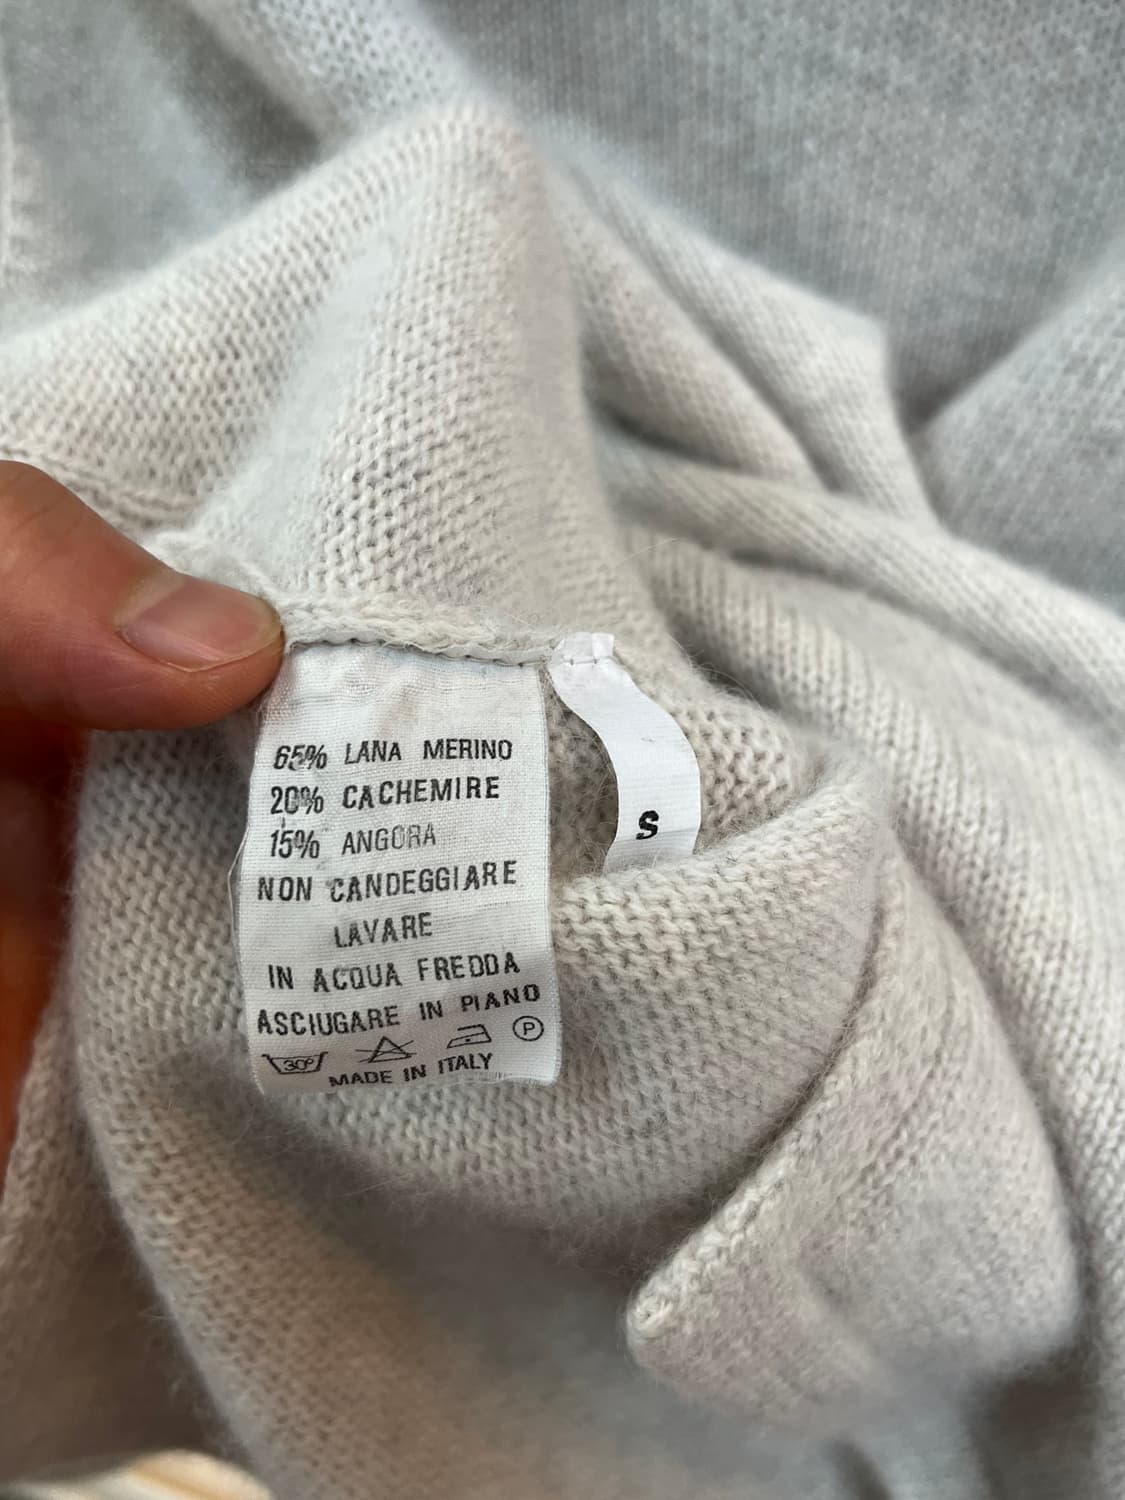 65% LANA MERINO
20% CACHEMIRE
15% ANGORA
NON CANDEGGIARE
LAVARE
IN ACQUA FREDDA
ASCIUGARE IN PIANO
30° P
MADE IN ITALY
S